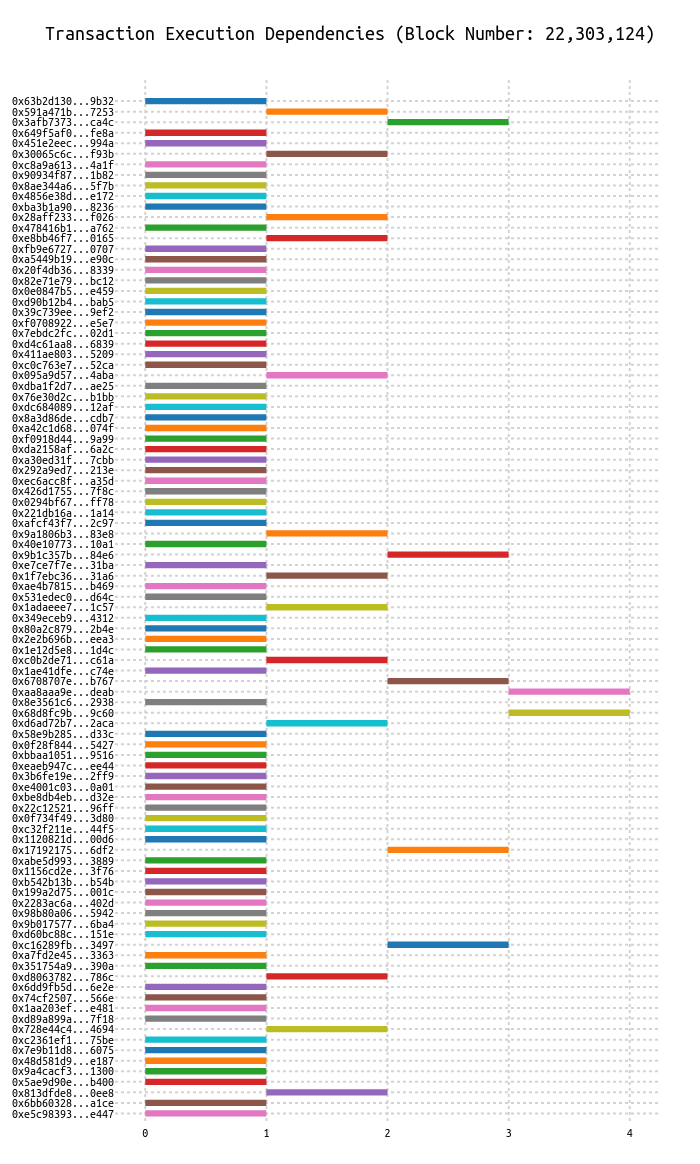 Transaction Execution Dependencies (Block Number: 22,303,124)
0x63b2d130...9b32
0x591a471b...7253
0x3afb7373...ca4c
0x649f5af0...fe8a
0x451e2eec...994a
0x30065c6c...f93b
0xc8a9a613...4a1f
0x90934f87...1b82
0x8ae344a6...5f7b
0x4856e38d...e172
0xba3b1a90...8236
0x28aff233...f026
0x478416b1...a762
0xe8bb46f7...0165
0xfb9e6727...0707
0xa5449b19...e90c
0x20f4db36...8339
0x82e71e79...bc12
0x0e0847b5...e459
0xd90b12b4...bab5
0x39c739ee...9ef2
0xf0708922...e5e7
0x7ebdc2fc...02d1
0xd4c61aa8...6839
0x411ae803...5209
0xc0c763e7...52ca
0x095a9d57...4aba
0xdba1f2d7...ae25
0x76e30d2c...b1bb
0xdc684089...12af
0x8a3d86de...cdb7
0xa42c1d68...074f
0xf0918d44...9a99
0xda2158af...6a2c
0xa30ed31f...7cbb
0x292a9ed7...213e
0xec6acc8f...a35d
0x426d1755...7f8c
0x0294bf67...ff78
0x221db16a...1a14
0xafcf43f7...2c97
0x9a1806b3...83e8
0x40e10773...10a1
0x9b1c357b...84e6
0xe7ce7f7e...31ba
0x1f7ebc36...31a6
0xae4b7815...b469
0x531edec0...d64c
0x1adaeee7...1c57
0x349eceb9...4312
0x80a2c879...2b4e
0x2e2b696b...eea3
0x1e12d5e8...1d4c
0xc0b2de71...c61a
0x1ae41dfe...c74e
0x6708707e...b767
0xaa8aaa9e...deab
0x8e3561c6...2938
0x68d8fc9b...9c60
0xd6ad72b7...2aca
0x58e9b285...d33c
0x0f28f844...5427
0xbbaa1051...9516
0xeaeb947c...ee44
0x3b6fe19e...2ff9
0xe4001c03...0a01
0xbe8db4eb...d32e
0x22c12521...96ff
0x0f734f49...3d80
0xc32f211e...44f5
0x1120821d...00d6
0x17192175...6df2
0xabe5d993...3889
0x1156cd2e...3f76
0xb542b13b...b54b
0x199a2d75...001c
0x2283ac6a...402d
0x98b80a06...5942
0x9b017577...6ba4
0xd60bc88c...151e
0xc16289fb...3497
0xa7fd2e45...3363
0x351754a9...390a
0xd8063782...786c
0x6dd9fb5d...6e2e
0x74cf2507...566e
0x1aa203ef...e481
0xd89a899a...7f18
0x728e44c4...4694
0xc2361ef1...75be
0x7e9b11d8...6075
0x48d581d9...e187
0x9a4cacf3...1300
0x5ae9d90e...b400
0x813dfde8...0ee8
0x6bb60328...a1ce
0xe5c98393...e447
0 1 2 3 4